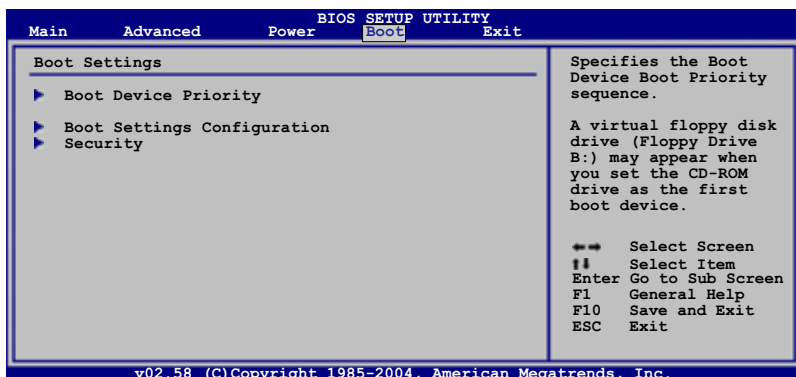 BIOS SETUP UTILITY
Main Advanced Power Boot Exit
Boot Settings
Boot Device Priority
Boot Settings Configuration
Security
Specifies the Boot
Device Boot Priority
sequence.
A virtual floppy disk
drive (Floppy Drive
B:) may appear when
you set the CD-ROM
drive as the first
boot device.
Select Screen
Select Item
Enter Go to Sub Screen
F1 General Help
F10 Save and Exit
ESC Exit
v02.58 (C)Copyright 1985-2004, American Megatrends, Inc.